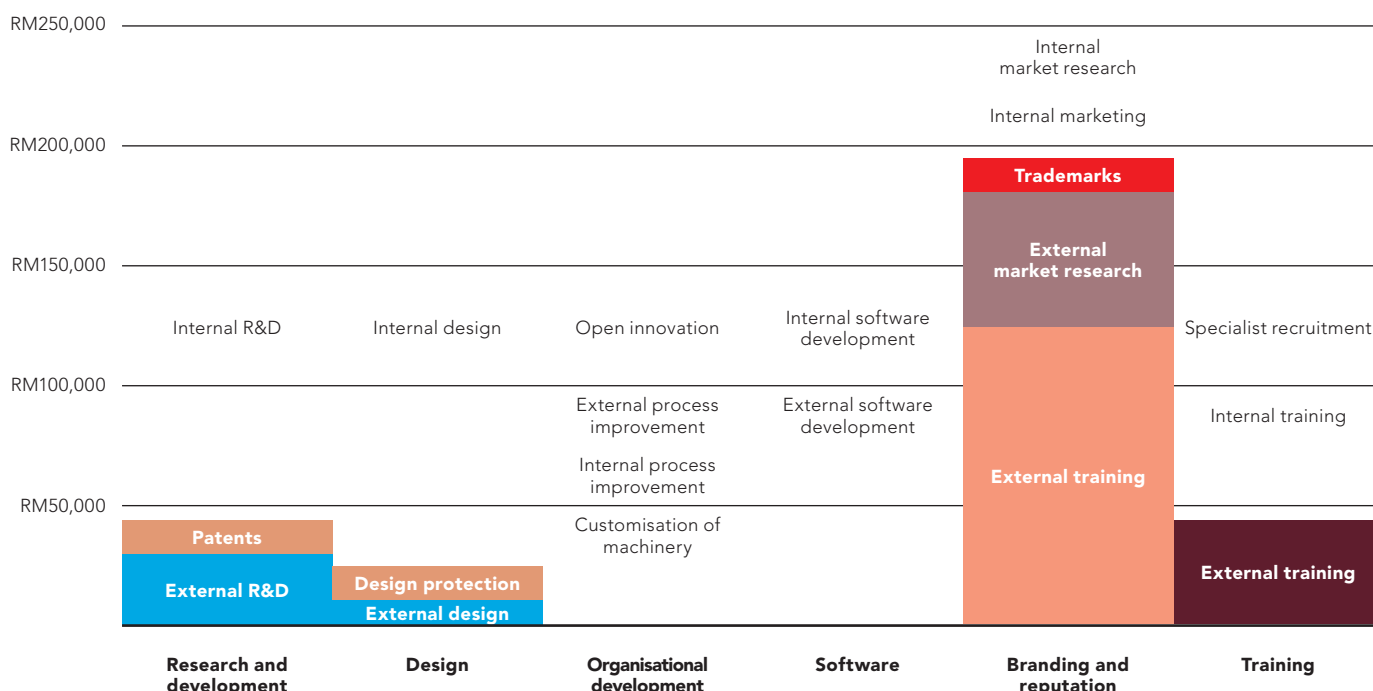 RM250,000
Internal
market research
Internal marketing
RM200,000
Trademarks
External
market research
RM150,000
Internal R&D
Internal design
Open innovation
Internal software
development
Specialist recruitment
RM100,000
External process
improvement
External software
development
Internal training
Internal process
improvement
External training
RM50,000
Customisation of
machinery
Patents
External R&D
Design protection
External design
External training
Research and
development
Design
Organisational
development
Software
Branding and
reputation
Training